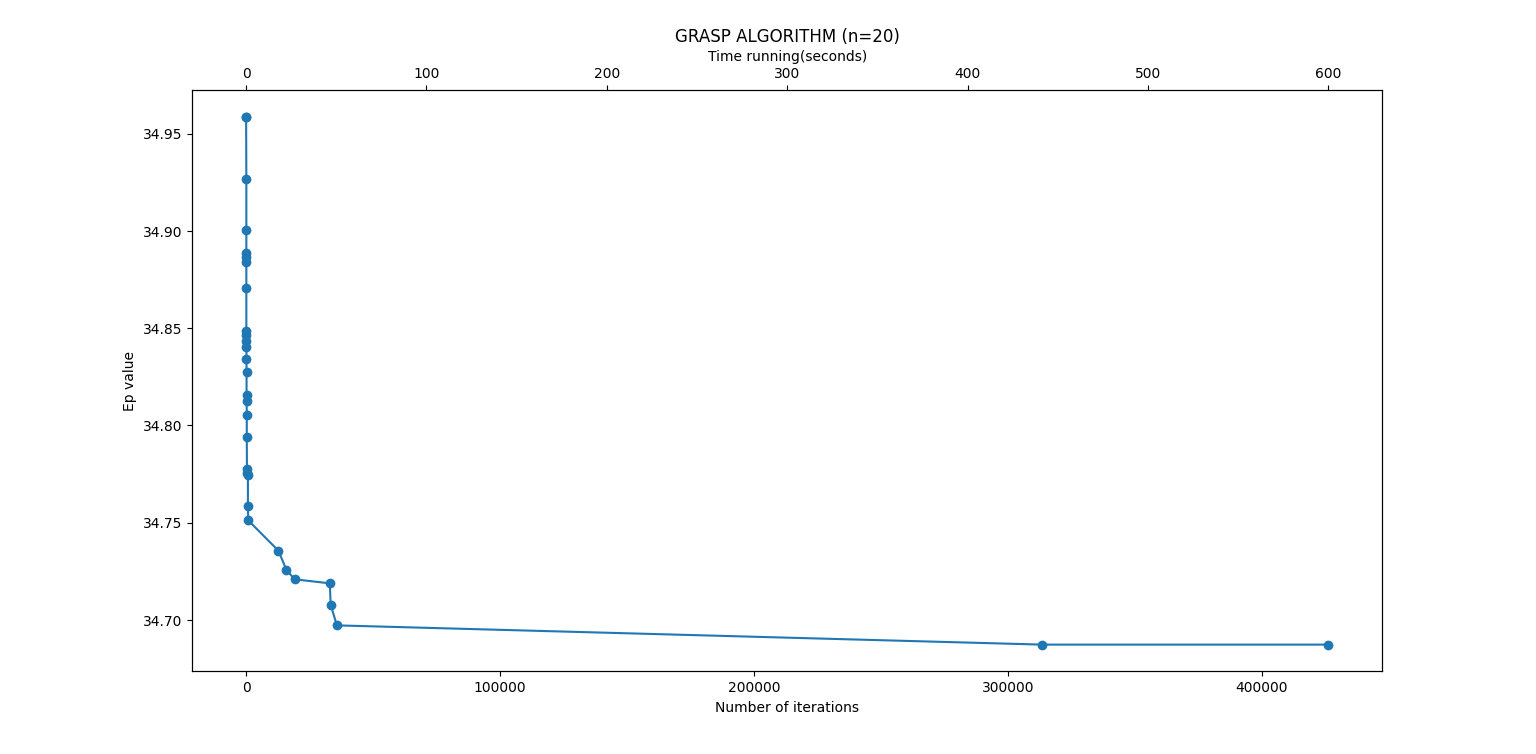 GRASP ALGORITHM (n=20)
Time running(seconds)
0 100 200 300 400 500 600
34.95
34.90
34.85
34.80
34.75
34.70
Ep value
0 100000 200000 300000 400000
Number of iterations